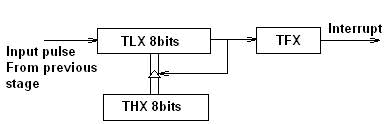 Interrupt
TLX 8bits
TFX
Input pulse
From previous
stage
THX 8bits